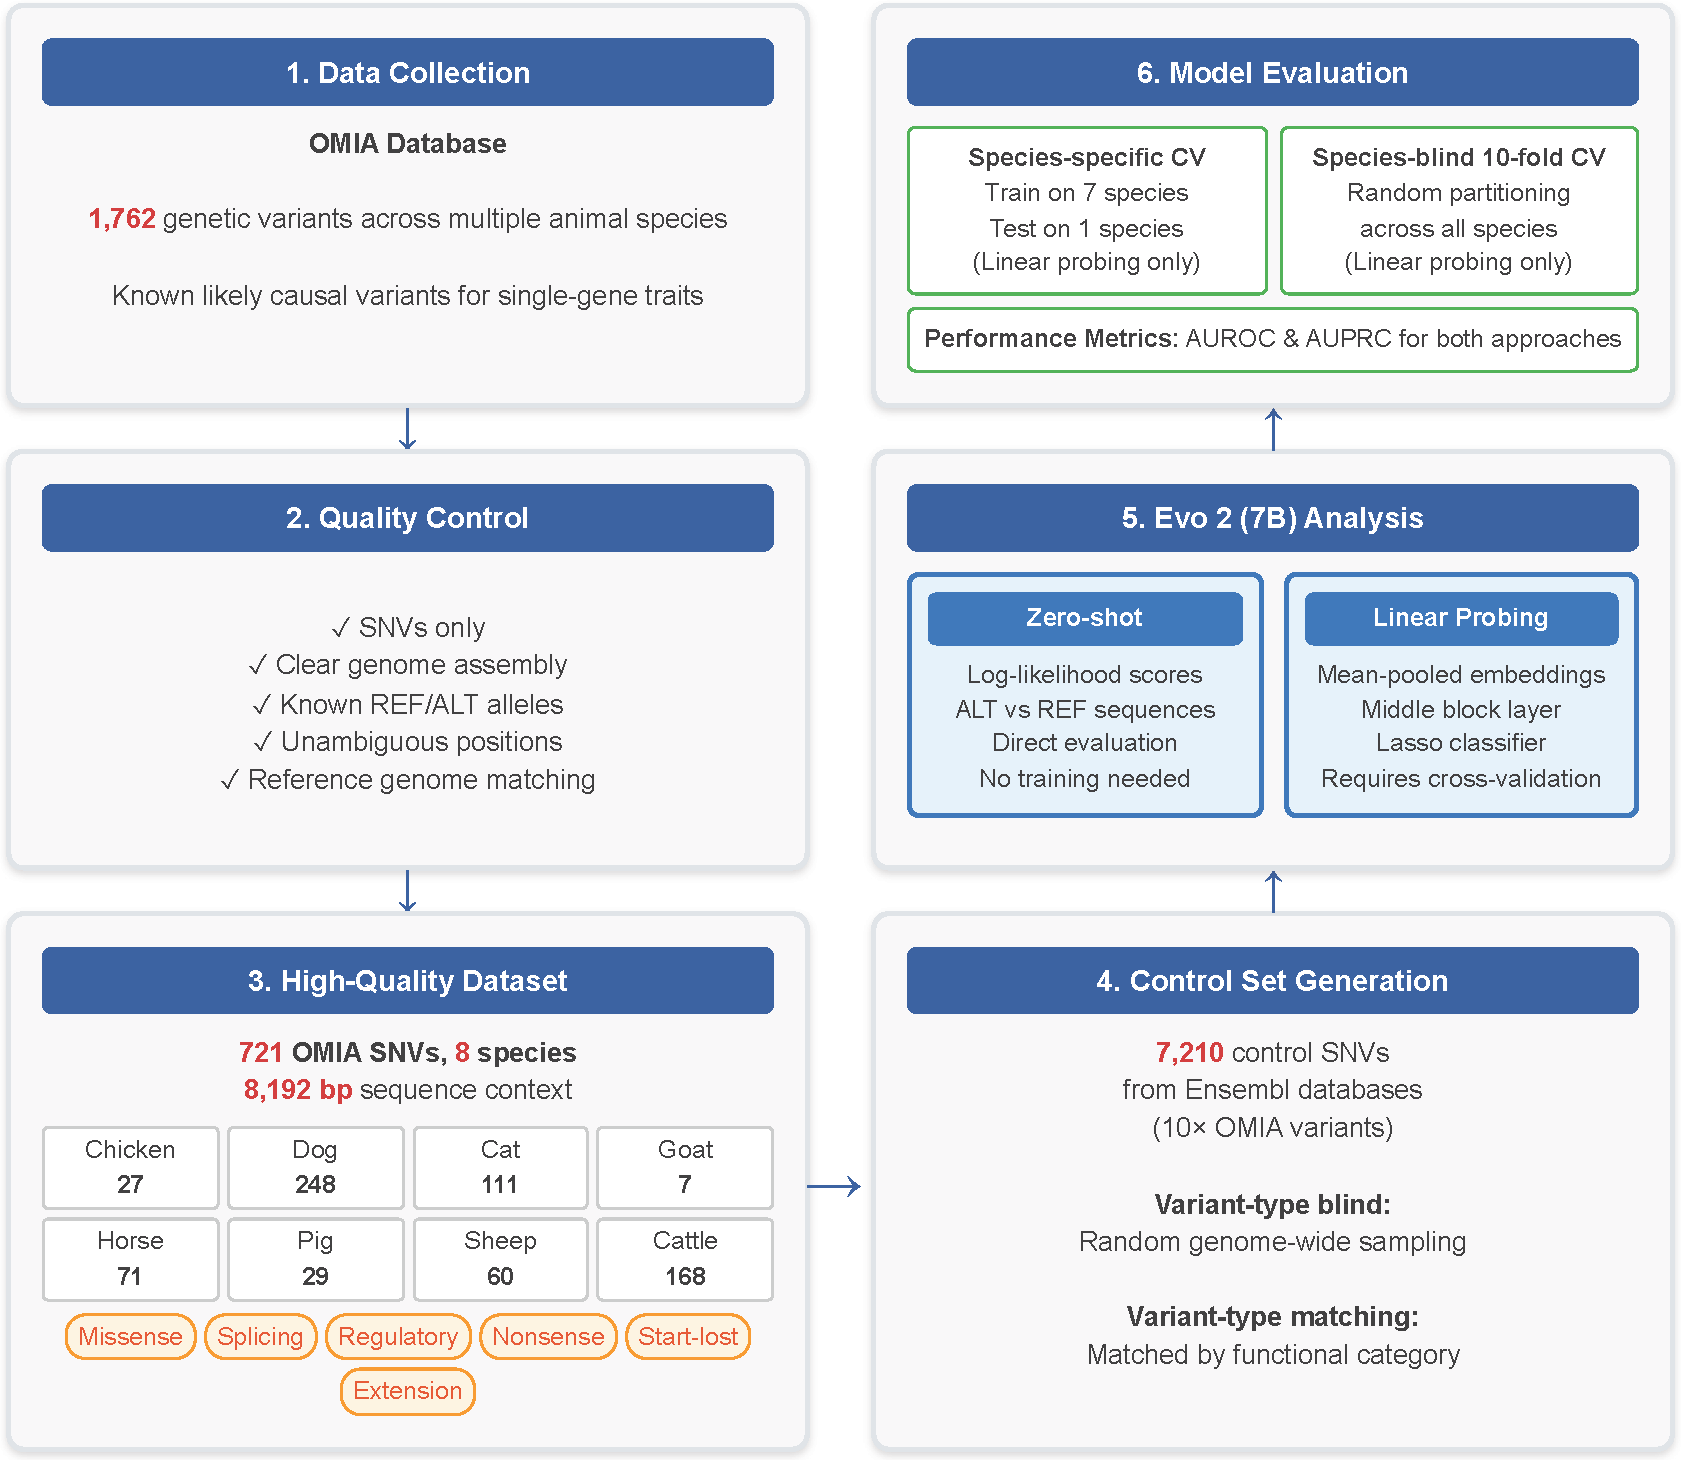 1. Data Collection
OMIA Database
1,762 genetic variants across multiple animal species
Known likely causal variants for single-gene traits
2. Quality Control
✓ SNVs only
✓ Clear genome assembly
✓ Known REF/ALT alleles
✓ Unambiguous positions
✓ Reference genome matching
3. High-Quality Dataset
721 OMIA SNVs, 8 species
8,192 bp sequence context
Chicken
27
Dog
248
Cat
111
Goat
7
Horse
71
Pig
29
Sheep
60
Cattle
168
Missense
Splicing
Regulatory
Nonsense
Start-lost
Extension
4. Control Set Generation
7,210 control SNVs
from Ensembl databases
(10× OMIA variants)
Variant-type blind:
Random genome-wide sampling
Variant-type matching:
Matched by functional category
5. Evo 2 (7B) Analysis
Zero-shot
Log-likelihood scores
ALT vs REF sequences
Direct evaluation
No training needed
Linear Probing
Mean-pooled embeddings
Middle block layer
Lasso classifier
Requires cross-validation
6. Model Evaluation
Species-specific CV
Train on 7 species
Test on 1 species
(Linear probing only)
Species-blind 10-fold CV
Random partitioning
across all species
(Linear probing only)
Performance Metrics: AUROC & AUPRC for both approaches